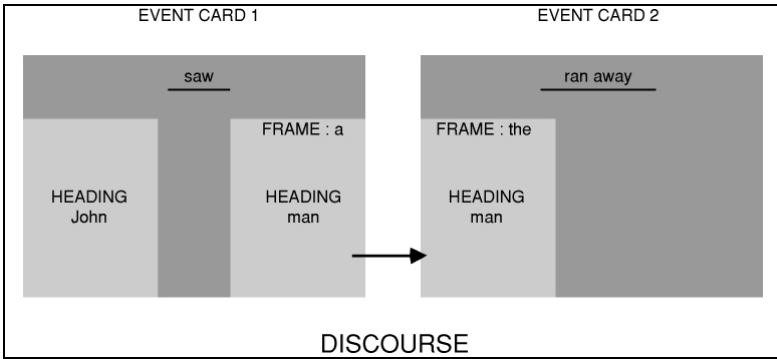 EVENT CARD 1
EVENT CARD 2
saw
ran away
FRAME : a
FRAME : the
HEADING
John
HEADING
man
HEADING
man
DISCOURSE